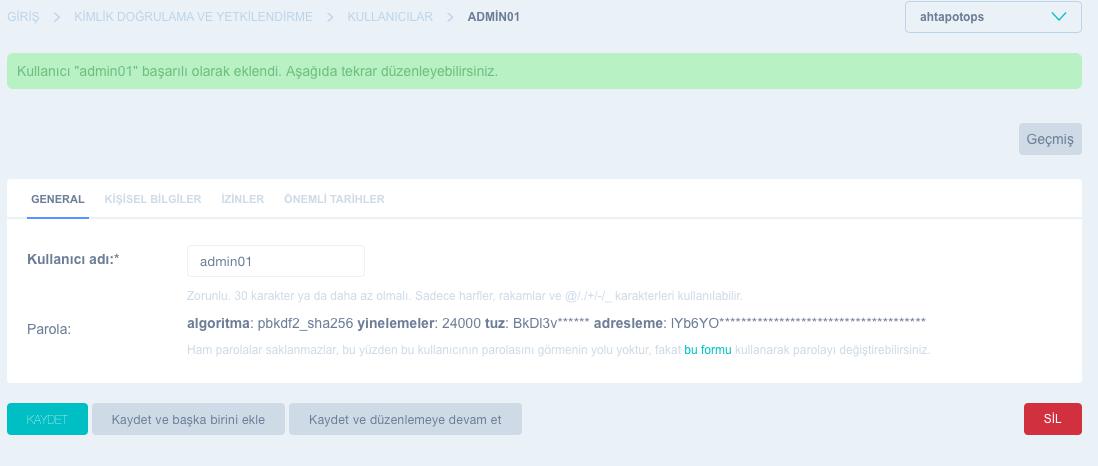 GİRİŞ > KİMLİK DOĞRULAMA VE YETKİLENDİRME > KULLANICILAR > ADMİN01
ahtapotops
Kullanıcı "admin01" başarılı olarak eklendi. Aşağıda tekrar düzenleyebilirsiniz.
Geçmiş
GENERAL KİŞİSEL BİLGİLER İZİNLER ÖNEMLİ TARİHLER
Kullanıcı adı:* admin01
Zorunlu. 30 karakter ya da daha az olmalı. Sadece harfler, rakamlar ve @/./+/-/_ karakterleri kullanılabilir.
Parola: algoritma: pbkdf2_sha256 yinelemeler: 24000 tuz: BkDl3v****** adresleme: lYb6YO**************************************
Ham parolalar saklanmazlar, bu yüzden bu kullanıcının parolasını görmenin yolu yoktur, fakat bu formu kullanarak parolayı değiştirebilirsiniz.
KAYDET Kaydet ve başka birini ekle Kaydet ve düzenlemeye devam et SİL